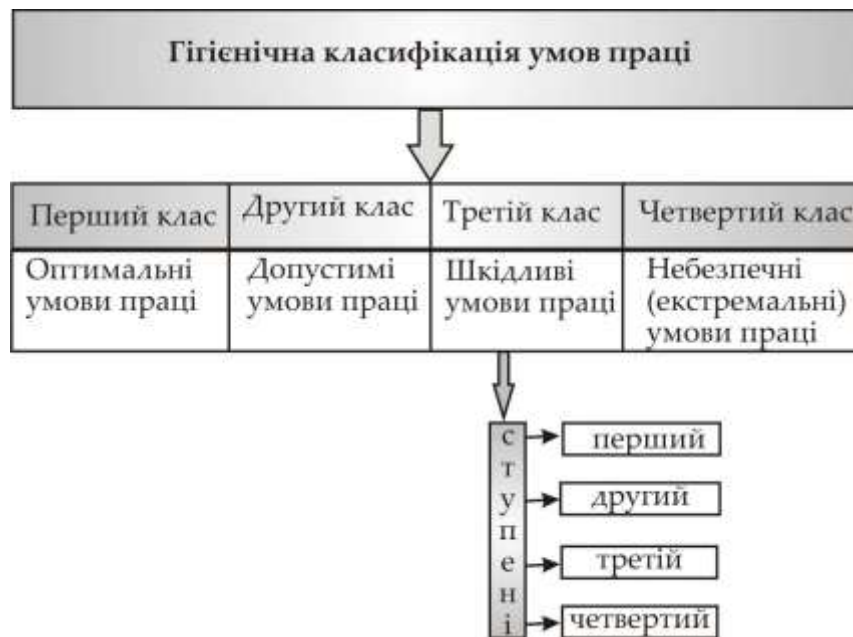 Гігієнічна класифікація умов праці
Перший клас
Другий клас
Третій клас
Четвертий клас
Оптимальні
умови праці
Допустимі
умови праці
Шкідливі
умови праці
Небезпечні
(екстремальні)
умови праці
ступені
перший
другий
третій
четвертий